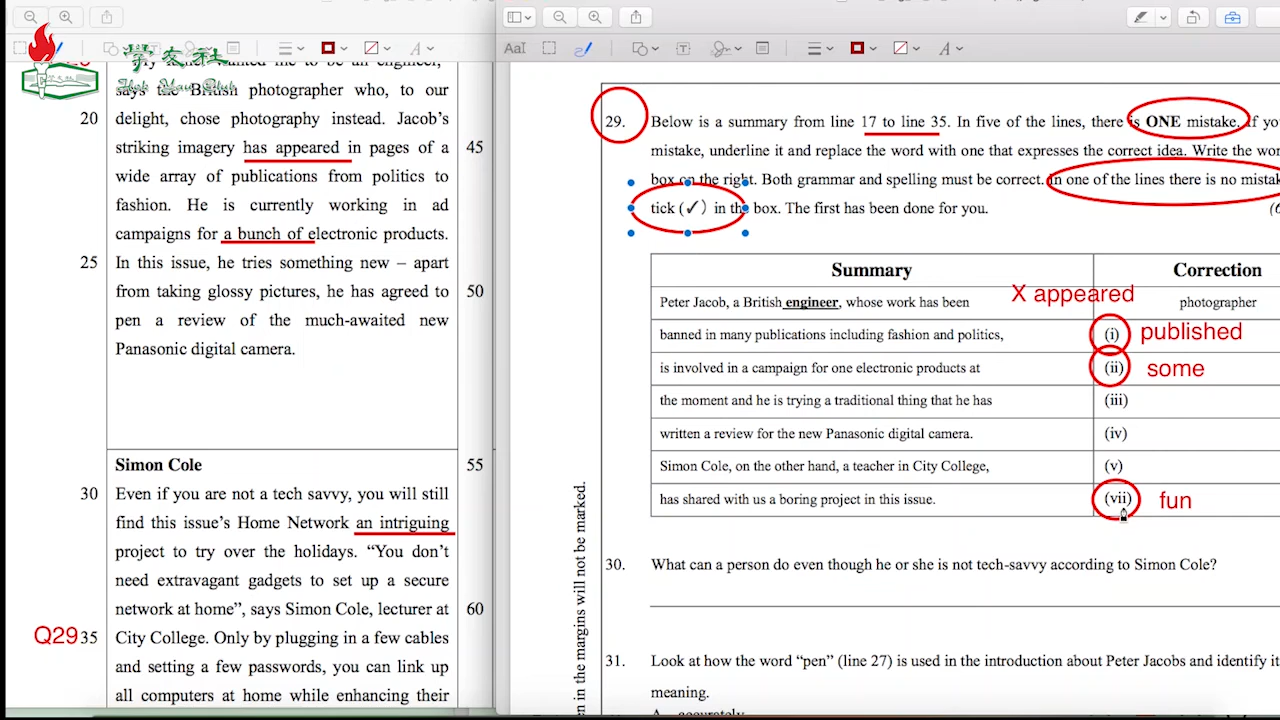 學友社
Hok Yau Club
says the British photographer who, to our
20 delight, chose photography instead. Jacob's
striking imagery has appeared in pages of a 45
wide array of publications from politics to
fashion. He is currently working in ad
campaigns for a bunch of electronic products.
25 In this issue, he tries something new – apart
from taking glossy pictures, he has agreed to 50
pen a review of the much-awaited new
Panasonic digital camera.
Simon Cole 55
30 Even if you are not a tech savvy, you will still
find this issue's Home Network an intriguing
project to try over the holidays. "You don't
need extravagant gadgets to set up a secure
network at home", says Simon Cole, lecturer at 60
Q29 35 City College. Only by plugging in a few cables
and setting a few passwords, you can link up
all computers at home while enhancing their
AaI
29. Below is a summary from line 17 to line 35. In five of the lines, there is ONE mistake. If you
mistake, underline it and replace the word with one that expresses the correct idea. Write the
box on the right. Both grammar and spelling must be correct. In one of the lines there is no
tick (✓) in the box. The first has been done for you.
Summary Correction
Peter Jacob, a British engineer, whose work has been X appeared photographer
banned in many publications including fashion and politics, (i) published
is involved in a campaign for one electronic products at (ii) some
the moment and he is trying a traditional thing that he has (iii)
written a review for the new Panasonic digital camera. (iv)
Simon Cole, on the other hand, a teacher in City College, (v)
has shared with us a boring project in this issue. (vii) fun
in the margins will not be marked.
30. What can a person do even though he or she is not tech-savvy according to Simon Cole?
31. Look at how the word "pen" (line 27) is used in the introduction about Peter Jacobs and identify
meaning.
A. accurately